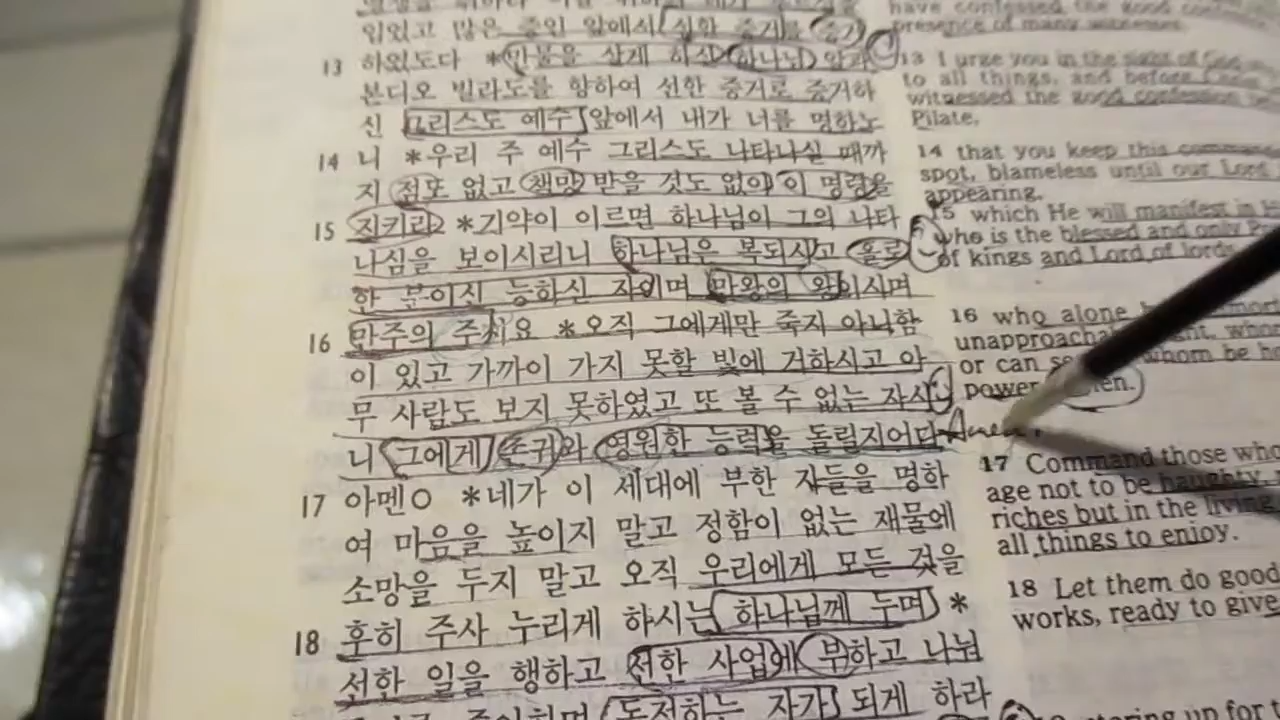 입었고 많은 증인 앞에서 선한 증거를 증거
13 하였도다 *만물을 살게 하신 하나님 앞과
본디오 빌라도를 향하여 선한 증거로 증거하
신 그리스도 예수 앞에서 내가 너를 명하노
14 니 *우리 주 예수 그리스도 나타나실 때까
지 점도 없고 책망 받을 것도 없이 이 명령을
15 지키라 *기약이 이르면 하나님이 그의 나타
나심을 보이시리니 하나님은 복되시고 홀로
한 분이신 능하신 자이며 만왕의 왕이시며
16 만주의 주시요 *오직 그에게만 죽지 아니함
이 있고 가까이 가지 못할 빛에 거하시고 아
무 사람도 보지 못하였고 또 볼 수 없는 자시
니 그에게 존귀와 영원한 능력을 돌릴지어다
17 아멘○ *네가 이 세대에 부한 자들을 명하
여 마음을 높이지 말고 정함이 없는 재물에
소망을 두지 말고 오직 우리에게 모든 것을
18 후히 주사 누리게 하시는 하나님께 두며 *
선한 일을 행하고 선한 사업에 부하고 나눠
동정하는 자가 되게 하라
have confessed the good
presence of many witnesses.
13 I urge you in the sight of God
to all things, and before
witnessed the good confession
Pilate,
14 that you keep this
spot, blameless until our Lord
appearing.
15 which He will manifest in
who is the blessed and only
of kings and Lord of lords
16 who alone
unapproachab
or can se whom be
power en.
Amen.
17 Command those who
age not to be haughty,
riches but in the living
all things to enjoy.
18 Let them do good
works, ready to give
up for